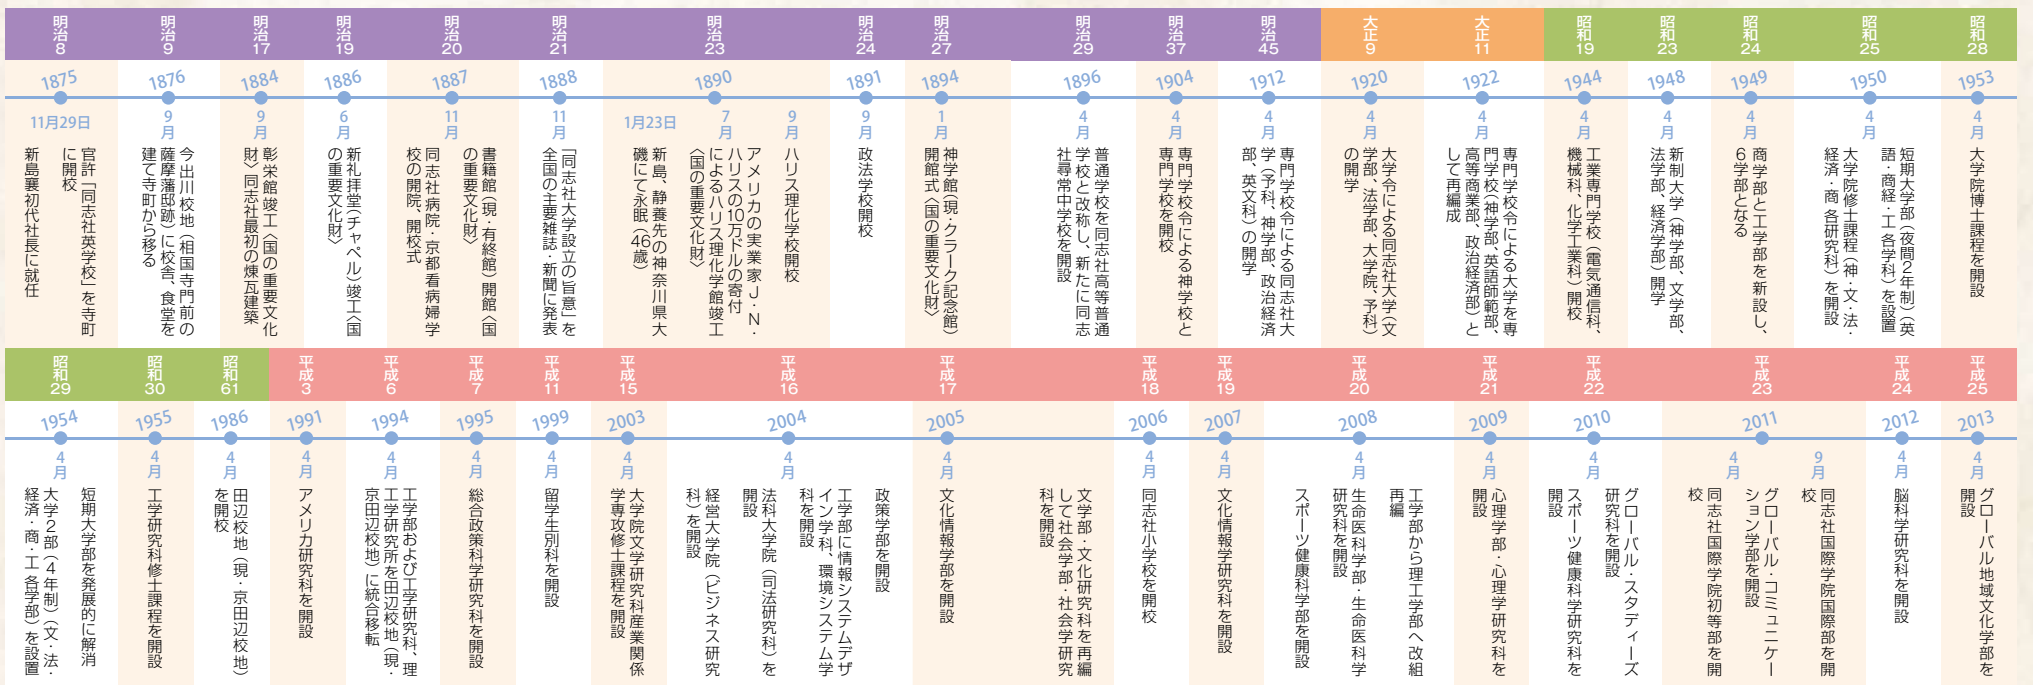 明治8
1875
11月29日
官許「同志社英学校」を寺町
に開校
新島襄初代社長に就任
明治9
1876
9月
今出川校地（相国寺門前の
薩摩藩邸跡）に校舎、食堂を
建て寺町から移る
明治17
1884
9月
彰栄館竣工〈国の重要文化
財〉同志社最初の煉瓦建築
明治19
1886
6月
新礼拝堂（チャペル）竣工〈国
の重要文化財〉
明治20
1887
11月
書籍館（現・有終館）開館〈国
の重要文化財〉
同志社病院・京都看病婦学
校の開院、開校式
明治21
1888
11月
「同志社大学設立の旨意」を
全国の主要雑誌・新聞に発表
明治23
1890
1月23日
新島、静養先の神奈川県大
磯にて永眠（46歳）
7月
アメリカの実業家J・N・
ハリスの10万ドルの寄付
によるハリス理化学館竣工
〈国の重要文化財〉
9月
ハリス理化学校開校
明治24
1891
9月
政法学校開校
明治27
1894
1月
神学館（現・クラーク記念館）
開館式〈国の重要文化財〉
明治29
1896
4月
普通学校を同志社高等普通
学校と改称し、新たに同志
社尋常中学校を開設
明治37
1904
4月
専門学校令による神学校と
専門学校を開校
明治45
1912
4月
専門学校令による同志社大
学（予科、神学部、政治経済
部、英文科）の開学
大正9
1920
4月
大学令による同志社大学（文
学部、法学部、大学院、予科）
の開学
大正11
1922
4月
専門学校令による大学を専
門学校（神学部、英語師範部、
高等商業部、政治経済部）と
して再編成
昭和19
1944
4月
工業専門学校（電気通信科、
機械科、化学工業科）開校
昭和23
1948
4月
新制大学（神学部、文学部、
法学部、経済学部）開学
昭和24
1949
4月
商学部と工学部を新設し、
6学部となる
昭和25
1950
4月
短期大学部（夜間2年制）（英
語・商経・工 各学科）を設置
大学院修士課程（神・文・法・
経済・商 各研究科）を開設
昭和28
1953
4月
大学院博士課程を開設
昭和29
1954
4月
短期大学部を発展的に解消
大学2部（4年制）（文・法・
経済・商・工 各学部）を設置
昭和30
1955
4月
工学研究科修士課程を開設
昭和61
1986
4月
田辺校地（現・京田辺校地）
を開校
平成3
1991
4月
アメリカ研究科を開設
平成6
1994
4月
工学部および工学研究科、理
工学研究所を田辺校地（現・
京田辺校地）に統合移転
平成7
1995
4月
総合政策科学研究科を開設
平成11
1999
4月
留学生別科を開設
平成15
2003
4月
大学院文学研究科産業関係
学専攻修士課程を開設
平成16
2004
4月
政策学部を開設
工学部に情報システムデザ
イン学科、環境システム学
科を開設
法科大学院（司法研究科）を
開設
経営大学院（ビジネス研究
科）を開設
平成17
2005
4月
文化情報学部を開設
文学部・文化研究科を再編
して社会学部・社会学研究
科を開設
平成18
2006
4月
同志社小学校を開校
平成19
2007
4月
文化情報学研究科を開設
平成20
2008
4月
工学部から理工学部へ改組
再編
生命医科学部・生命医科学
研究科を開設
スポーツ健康科学部を開設
平成21
2009
4月
心理学部・心理学研究科を
開設
平成22
2010
4月
グローバル・スタディーズ
研究科を開設
スポーツ健康科学研究科を
開設
平成23
2011
4月
グローバル・コミュニケー
ション学部を開設
同志社国際学院初等部を開
校
9月
同志社国際学院国際部を開
校
平成24
2012
4月
脳科学研究科を開設
平成25
2013
4月
グローバル地域文化学部を
開設